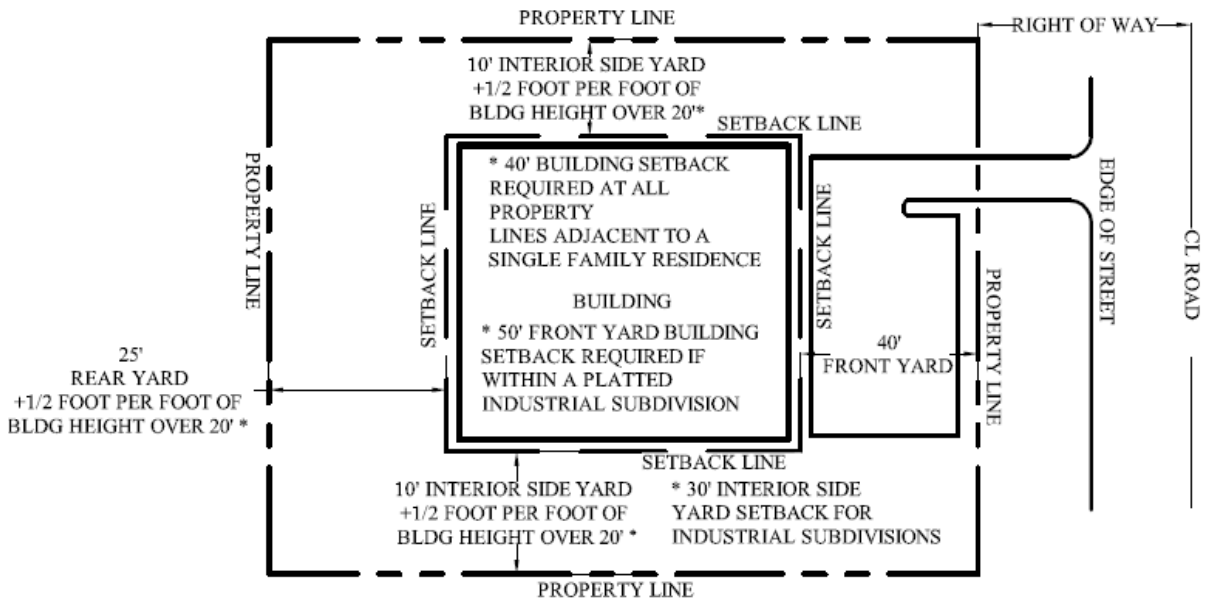 PROPERTY LINE
RIGHT OF WAY
10' INTERIOR SIDE YARD
+1/2 FOOT PER FOOT OF
BLDG HEIGHT OVER 20'*
SETBACK LINE
PROPERTY LINE
SETBACK LINE
* 40' BUILDING SETBACK
REQUIRED AT ALL
PROPERTY
LINES ADJACENT TO A
SINGLE FAMILY RESIDENCE
BUILDING
* 50' FRONT YARD BUILDING
SETBACK REQUIRED IF
WITHIN A PLATTED
INDUSTRIAL SUBDIVISION
SETBACK LINE
40'
FRONT YARD
PROPERTY LINE
EDGE OF STREET
CL ROAD
25'
REAR YARD
+1/2 FOOT PER FOOT OF
BLDG HEIGHT OVER 20' *
SETBACK LINE
10' INTERIOR SIDE YARD
+1/2 FOOT PER FOOT OF
BLDG HEIGHT OVER 20' *
* 30' INTERIOR SIDE
YARD SETBACK FOR
INDUSTRIAL SUBDIVISIONS
PROPERTY LINE